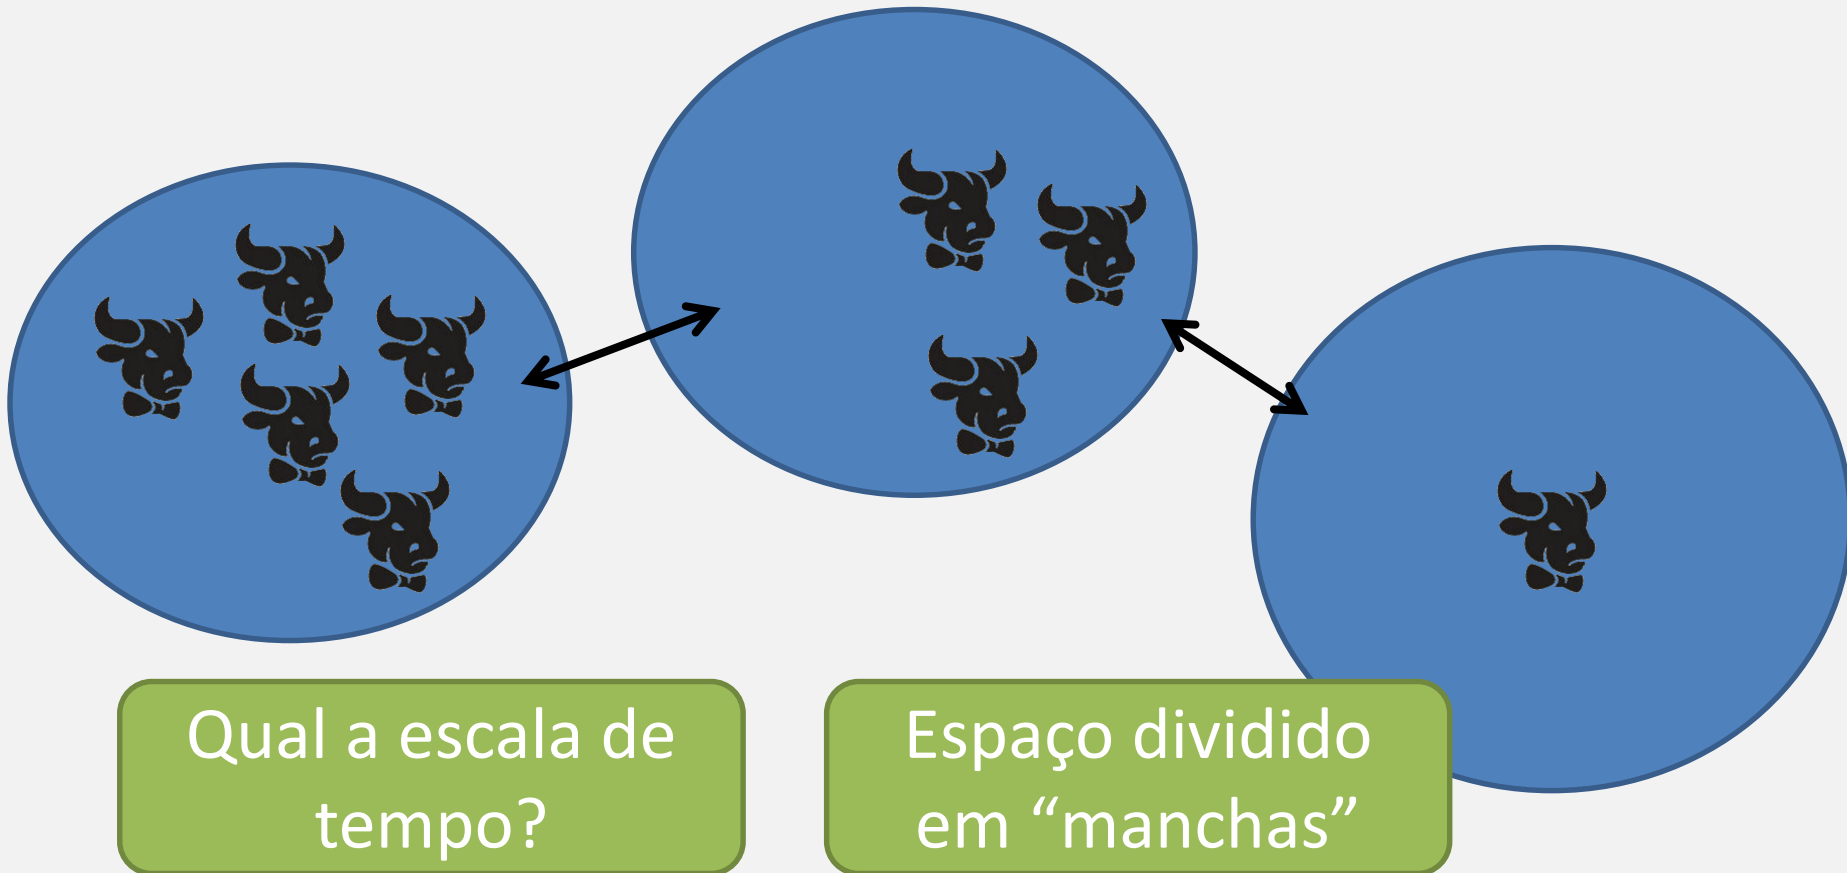 Qual a escala de
tempo?
Espaço dividido
em “manchas”